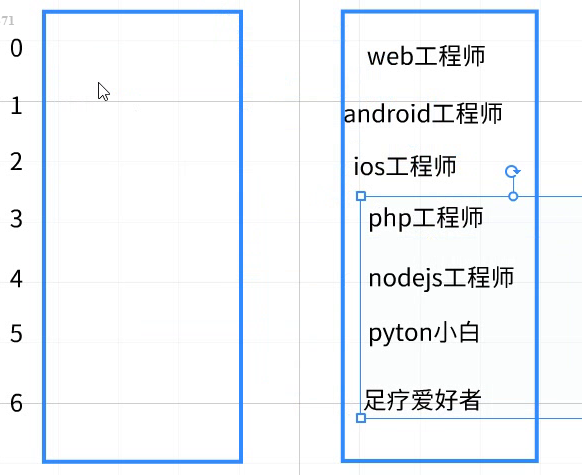 71
0
web工程师
1
android工程师
2
ios工程师
3
php工程师
4
nodejs工程师
5
pyton小白
6
足疗爱好者